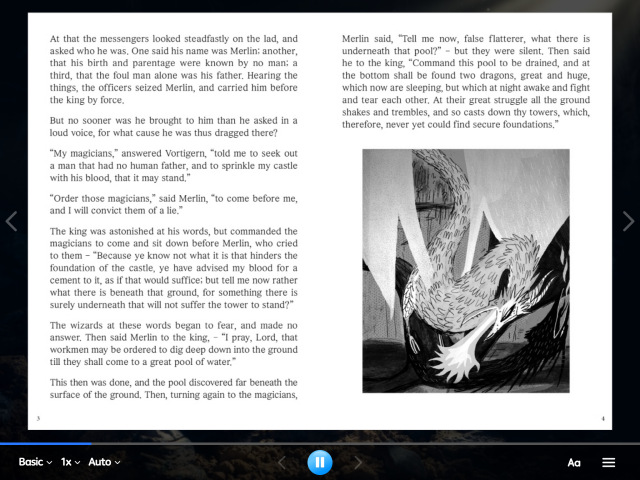 At that the messengers looked steadfastly on the lad, and
asked who he was. One said his name was Merlin; another,
that his birth and parentage were known by no man; a
third, that the foul man alone was his father. Hearing the
things, the officers seized Merlin, and carried him before
the king by force.
But no sooner was he brought to him than he asked in a
loud voice, for what cause he was thus dragged there?
“My magicians,” answered Vortigern, “told me to seek out
a man that had no human father, and to sprinkle my castle
with his blood, that it may stand.”
“Order those magicians,” said Merlin, “to come before me,
and I will convict them of a lie.”
The king was astonished at his words, but commanded the
magicians to come and sit down before Merlin, who cried
to them – “Because ye know not what it is that hinders the
foundation of the castle, ye have advised my blood for a
cement to it, as if that would suffice; but tell me now rather
what there is beneath that ground, for something there is
surely underneath that will not suffer the tower to stand?”
The wizards at these words began to fear, and made no
answer. Then said Merlin to the king, – “I pray, Lord, that
workmen may be ordered to dig deep down into the ground
till they shall come to a great pool of water.”
This then was done, and the pool discovered far beneath the
surface of the ground. Then, turning again to the magicians,
3
Merlin said, “Tell me now, false flatterer, what there is
underneath that pool?” – but they were silent. Then said
he to the king, “Command this pool to be drained, and at
the bottom shall be found two dragons, great and huge,
which now are sleeping, but which at night awake and fight
and tear each other. At their great struggle all the ground
shakes and trembles, and so casts down thy towers, which,
therefore, never yet could find secure foundations.”
4
Basic 1x Auto Aa